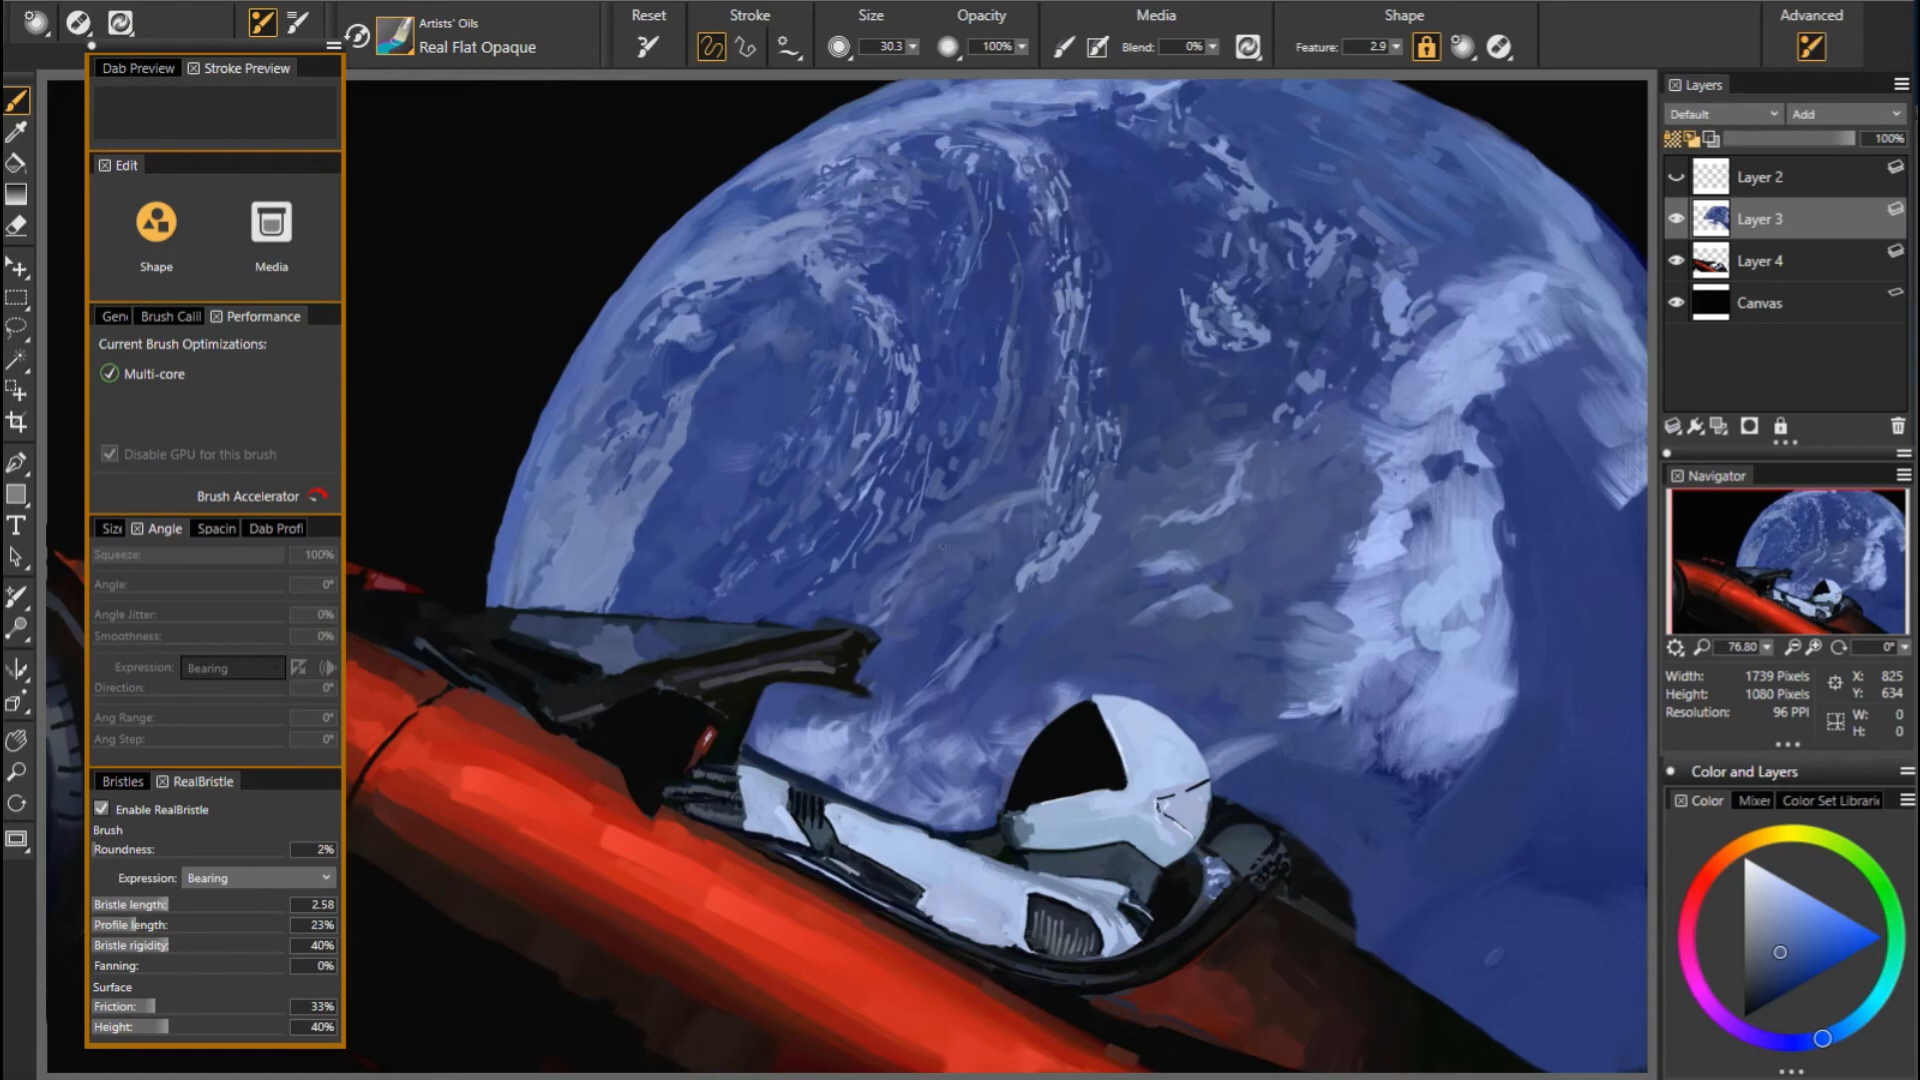 Artists' Oils
Real Flat Opaque
Reset
Stroke
Size
30.3
Opacity
100%
Media
Blend: 0%
Shape
Feature: 2.9
Advanced
Dab Preview
Stroke Preview
Edit
Shape
Media
Brush Cali
Performance
Current Brush Optimizations:
Multi-core
Disable GPU for this brush
Brush Accelerator
Siz
Angle
Spacin
Dab Profi
Squeeze: 100%
Angle: 0°
Angle Jitter: 0%
Smoothness: 0%
Expression: Bearing
Direction: 0°
Ang Range: 0°
Ang Step: 0°
Bristles
RealBristle
Enable RealBristle
Brush
Roundness: 2%
Expression: Bearing
Bristle length: 2.58
Profile length: 23%
Bristle rigidity: 40%
Fanning: 0%
Surface
Friction: 33%
Height: 40%
Layers
Default
Add
100%
Layer 2
Layer 3
Layer 4
Canvas
Navigator
76.80
0°
Width: 1739 Pixels
Height: 1080 Pixels
Resolution: 96 PPI
X: 825
Y: 634
W: 0
H: 0
Color and Layers
Color
Mixer
Color Set Librari